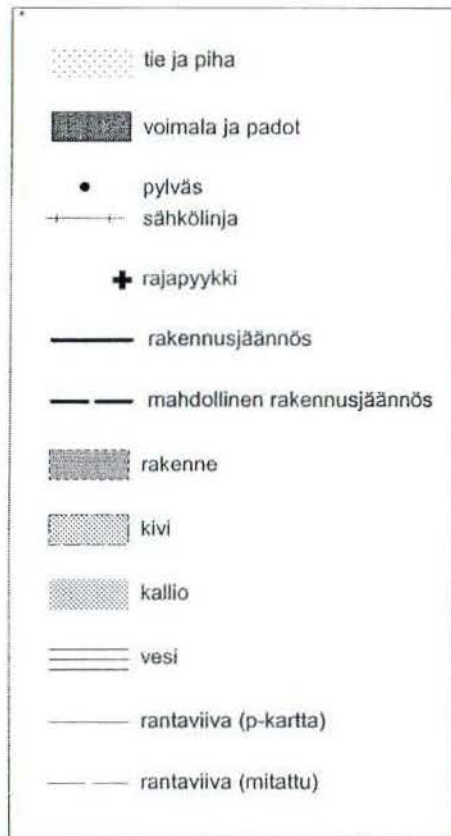 tie ja piha
voimala ja padot
pylväs
sähkölinja
rajapyykki
rakennusjäännös
mahdollinen rakennusjäännös
rakenne
kivi
kallio
vesi
rantaviiva (p-kartta)
rantaviiva (mitattu)